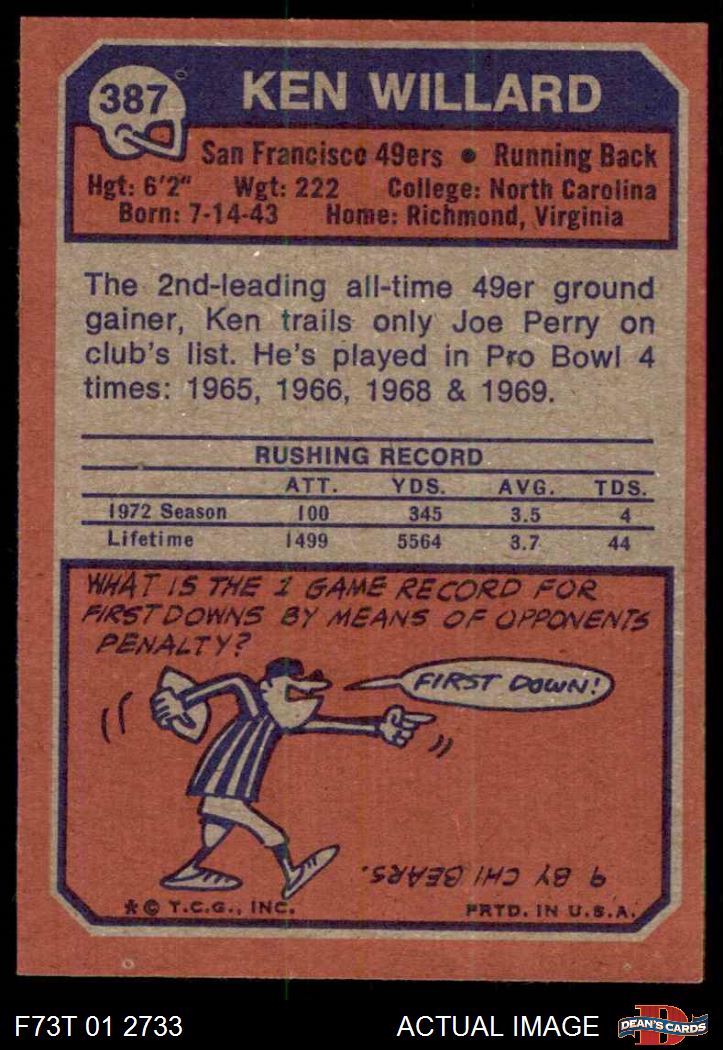 387
KEN WILLARD
San Francisco 49ers • Running Back
Hgt: 6'2" Wgt: 222 College: North Carolina
Born: 7-14-43 Home: Richmond, Virginia
The 2nd-leading all-time 49er ground
gainer, Ken trails only Joe Perry on
club's list. He's played in Pro Bowl 4
times: 1965, 1966, 1968 & 1969.
RUSHING RECORD
ATT. YDS. AVG. TDS.
1972 Season 100 345 3.5 4
Lifetime 1499 5564 3.7 44
WHAT IS THE 1 GAME RECORD FOR
FIRST DOWNS BY MEANS OF OPPONENTS
PENALTY?
FIRST DOWN!
9 BY CHI BEARS.
* © T.C.G., INC. PRTD. IN U.S.A.
F73T 01 2733 ACTUAL IMAGE
D
DEAN'S CARDS